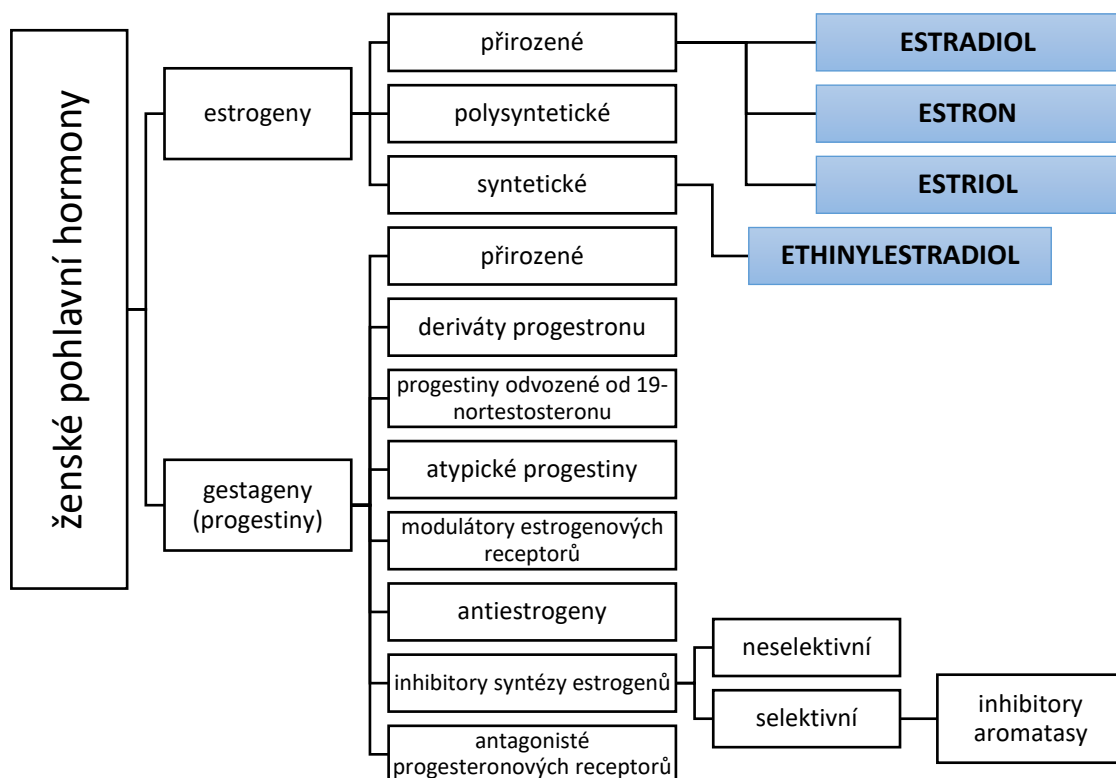 ženské pohlavní hormony
estrogeny
přirozené
ESTRADIOL
ESTRON
ESTRIOL
polysyntetické
syntetické
ETHINYLESTRADIOL
gestageny
(progestiny)
přirozené
deriváty progestronu
progestiny odvozené od 19-
nortestosteronu
atypické progestiny
modulátory estrogenových
receptorů
antiestrogeny
inhibitory syntézy estrogenů
neselektivní
selektivní
inhibitory
aromatasy
antagonisté
progesteronových receptorů